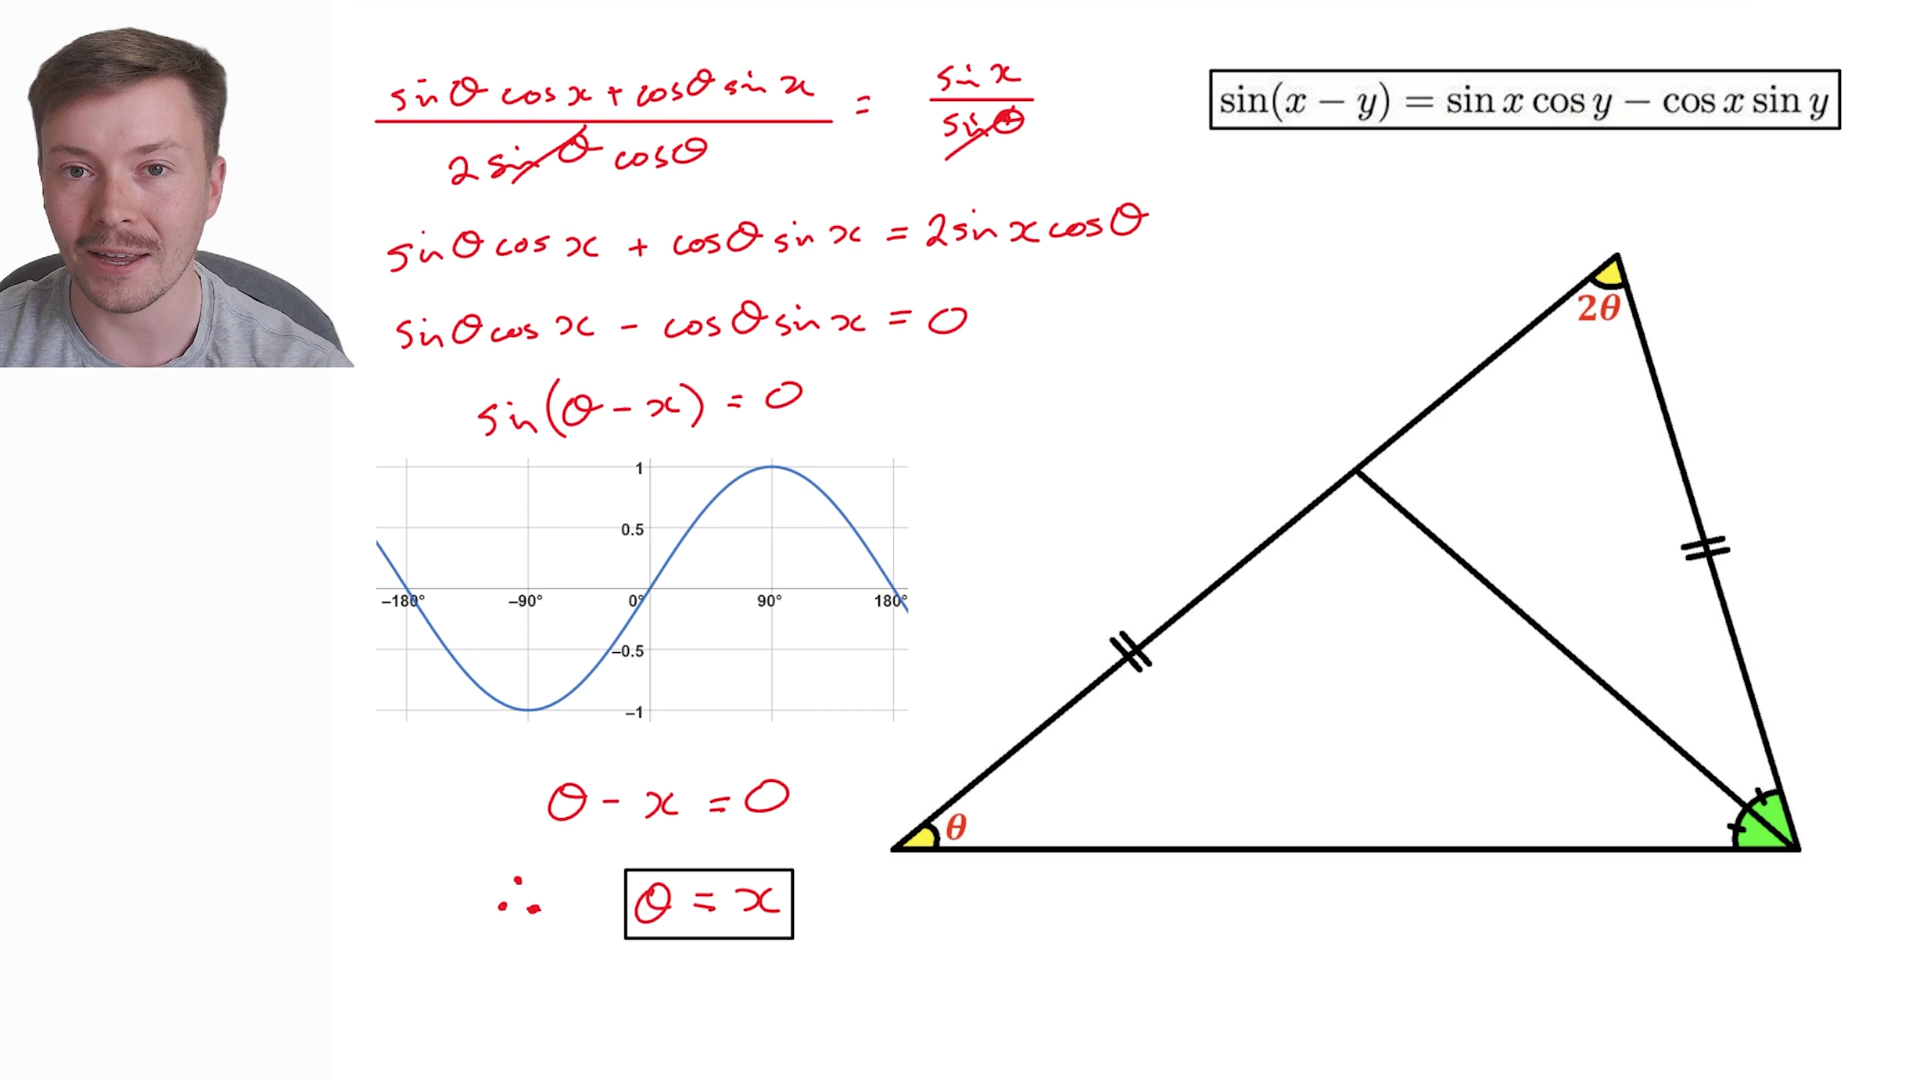 sinθ cos x + cosθ sin x / 2 sinθ cosθ = sin x / sinθ
sinθ cos x + cosθ sin x = 2 sin x cosθ
sinθ cos x − cosθ sin x = 0
sin(θ − x) = 0
1
0.5
−180° −90° 0° 90° 180°
−0.5
−1
θ − x = 0
∴ θ = x
sin(x − y) = sin x cos y − cos x sin y
2θ
θ